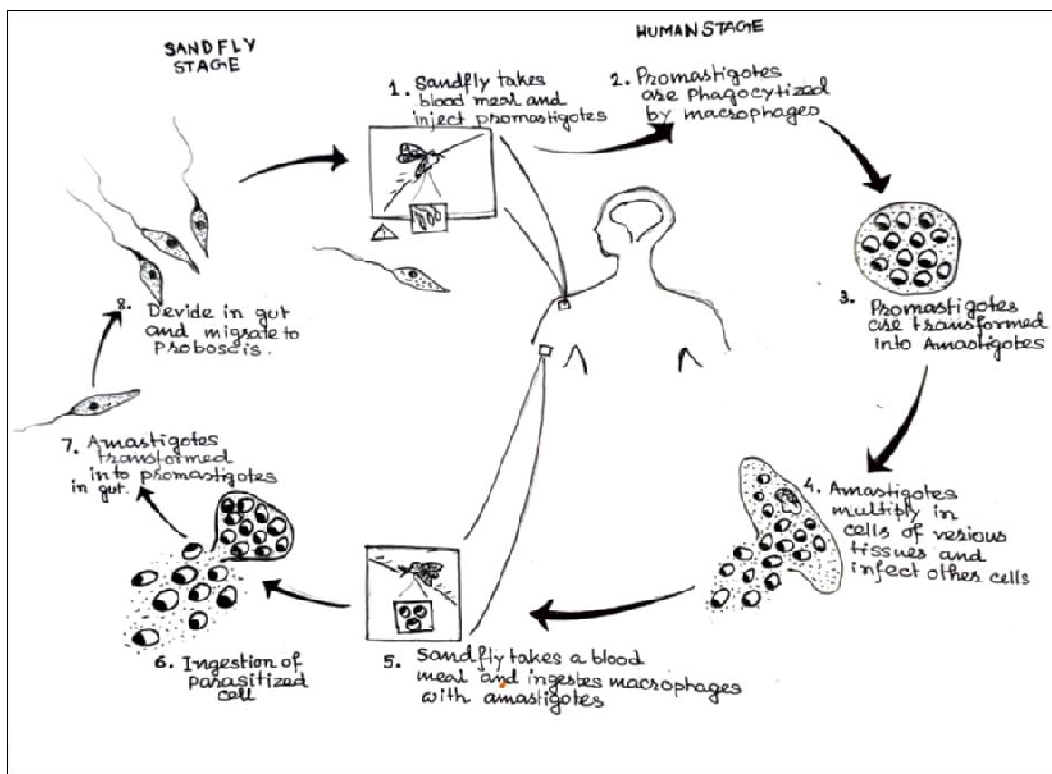 SANDFLY
STAGE
HUMAN STAGE
1. Sandfly takes
blood meal and
inject promastigotes
2. Promastigotes
are Phagocytized
by macrophages
3. Promastigotes
are transformed
into Amastigotes
4. Amastigotes
multiply in
cells of verious
tissues and
infect other cells
5. Sandfly takes a blood
meal and ingestes macrophages
with amastigotes
6. Ingestion of
parasitized
cell
7. Amastigotes
transformed
into promastigotes
in gut.
8. Devide in gut
and migrate to
Proboscis.